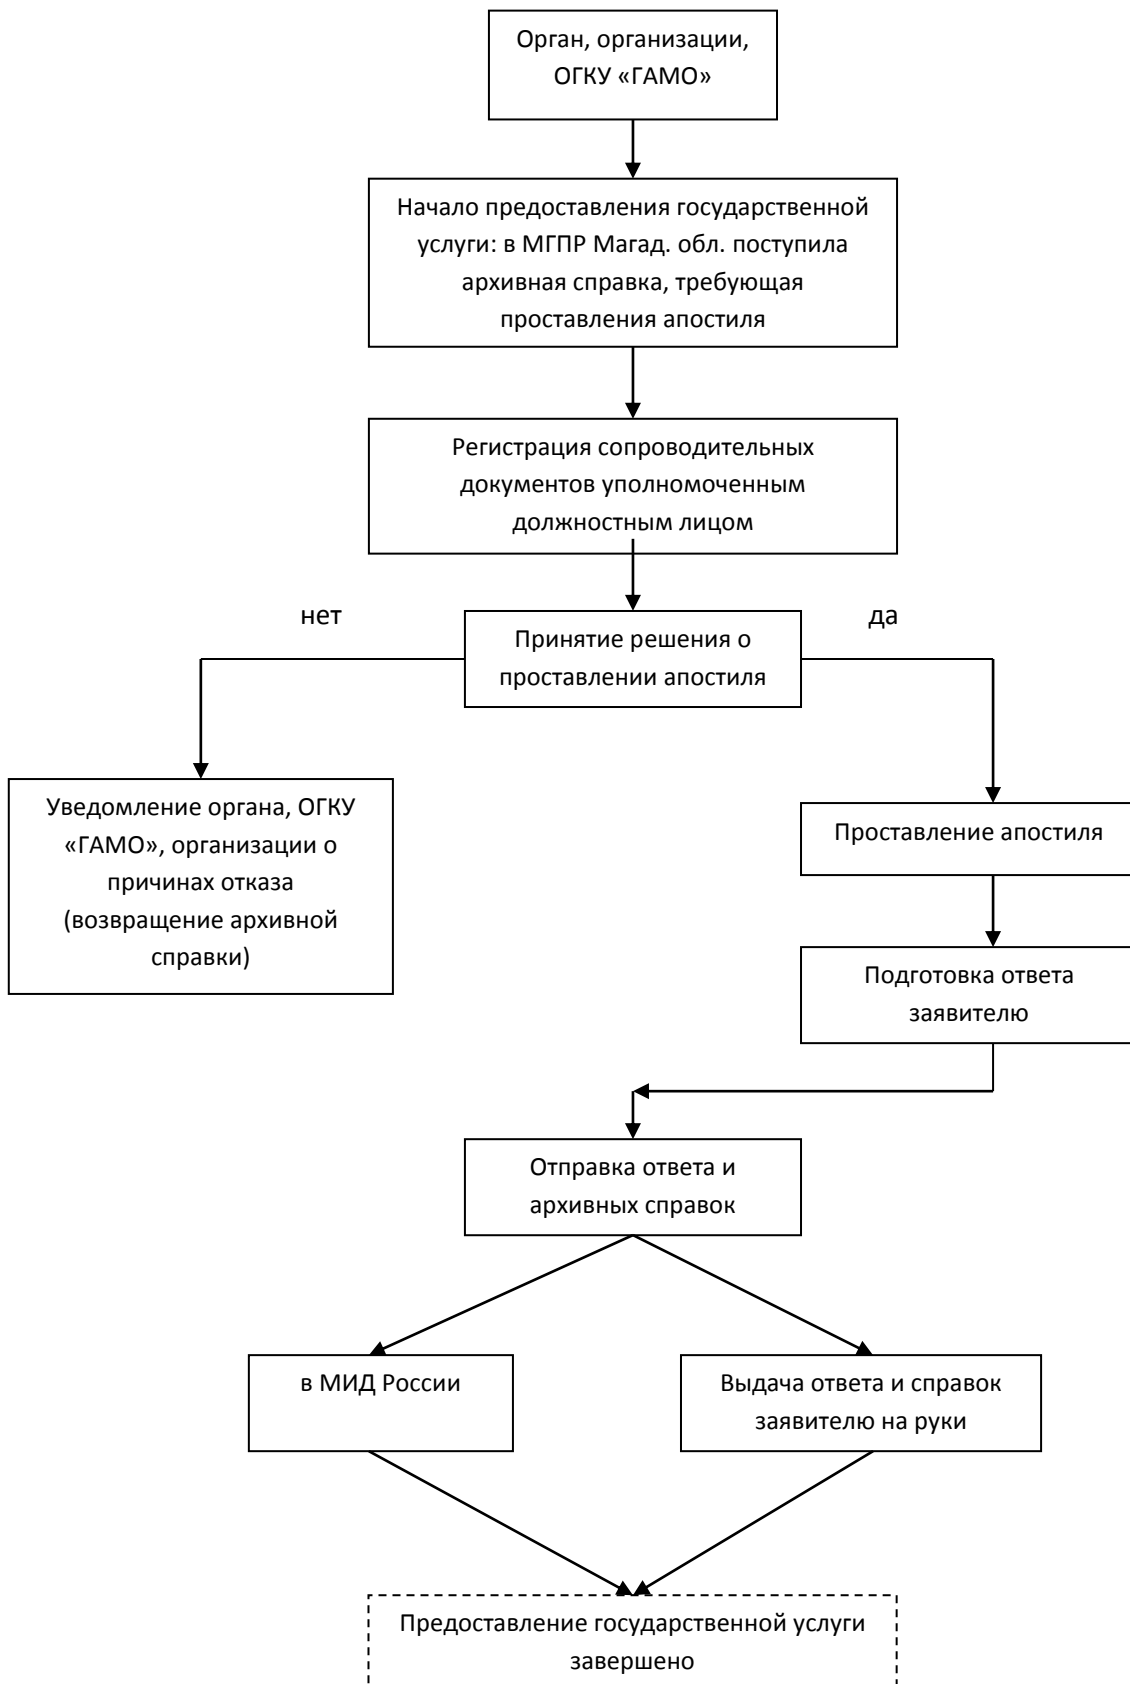 Орган, организации,
ОГКУ «ГАМО»
Начало предоставления государственной
услуги: в МГПР Магад. обл. поступила
архивная справка, требующая
проставления апостиля
Регистрация сопроводительных
документов уполномоченным
должностным лицом
нет
да
Принятие решения о
проставлении апостиля
Уведомление органа, ОГКУ
«ГАМО», организации о
причинах отказа
(возвращение архивной
справки)
Проставление апостиля
Подготовка ответа
заявителю
Отправка ответа и
архивных справок
в МИД России
Выдача ответа и справок
заявителю на руки
Предоставление государственной услуги
завершено